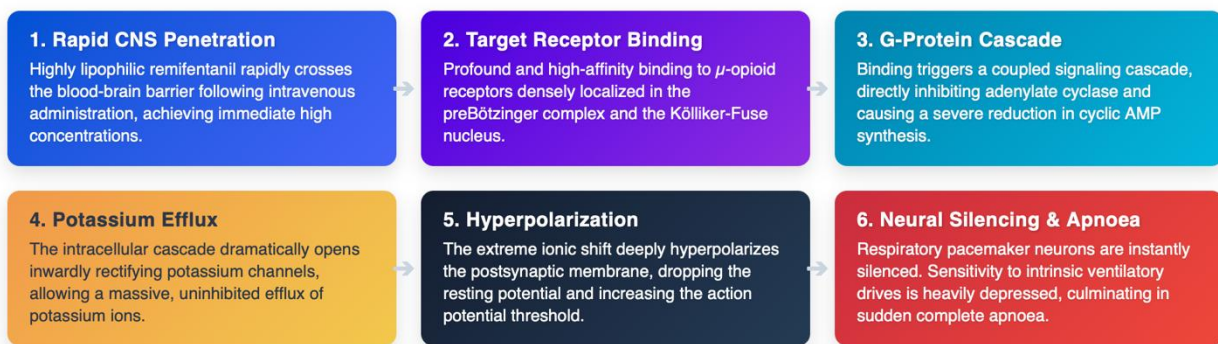 1. Rapid CNS Penetration
Highly lipophilic remifentanil rapidly crosses
the blood-brain barrier following intravenous
administration, achieving immediate high
concentrations.
2. Target Receptor Binding
Profound and high-affinity binding to μ-opioid
receptors densely localized in the
preBötzinger complex and the Kölliker-Fuse
nucleus.
3. G-Protein Cascade
Binding triggers a coupled signaling cascade,
directly inhibiting adenylate cyclase and
causing a severe reduction in cyclic AMP
synthesis.
4. Potassium Efflux
The intracellular cascade dramatically opens
inwardly rectifying potassium channels,
allowing a massive, uninhibited efflux of
potassium ions.
5. Hyperpolarization
The extreme ionic shift deeply hyperpolarizes
the postsynaptic membrane, dropping the
resting potential and increasing the action
potential threshold.
6. Neural Silencing & Apnoea
Respiratory pacemaker neurons are instantly
silenced. Sensitivity to intrinsic ventilatory
drives is heavily depressed, culminating in
sudden complete apnoea.